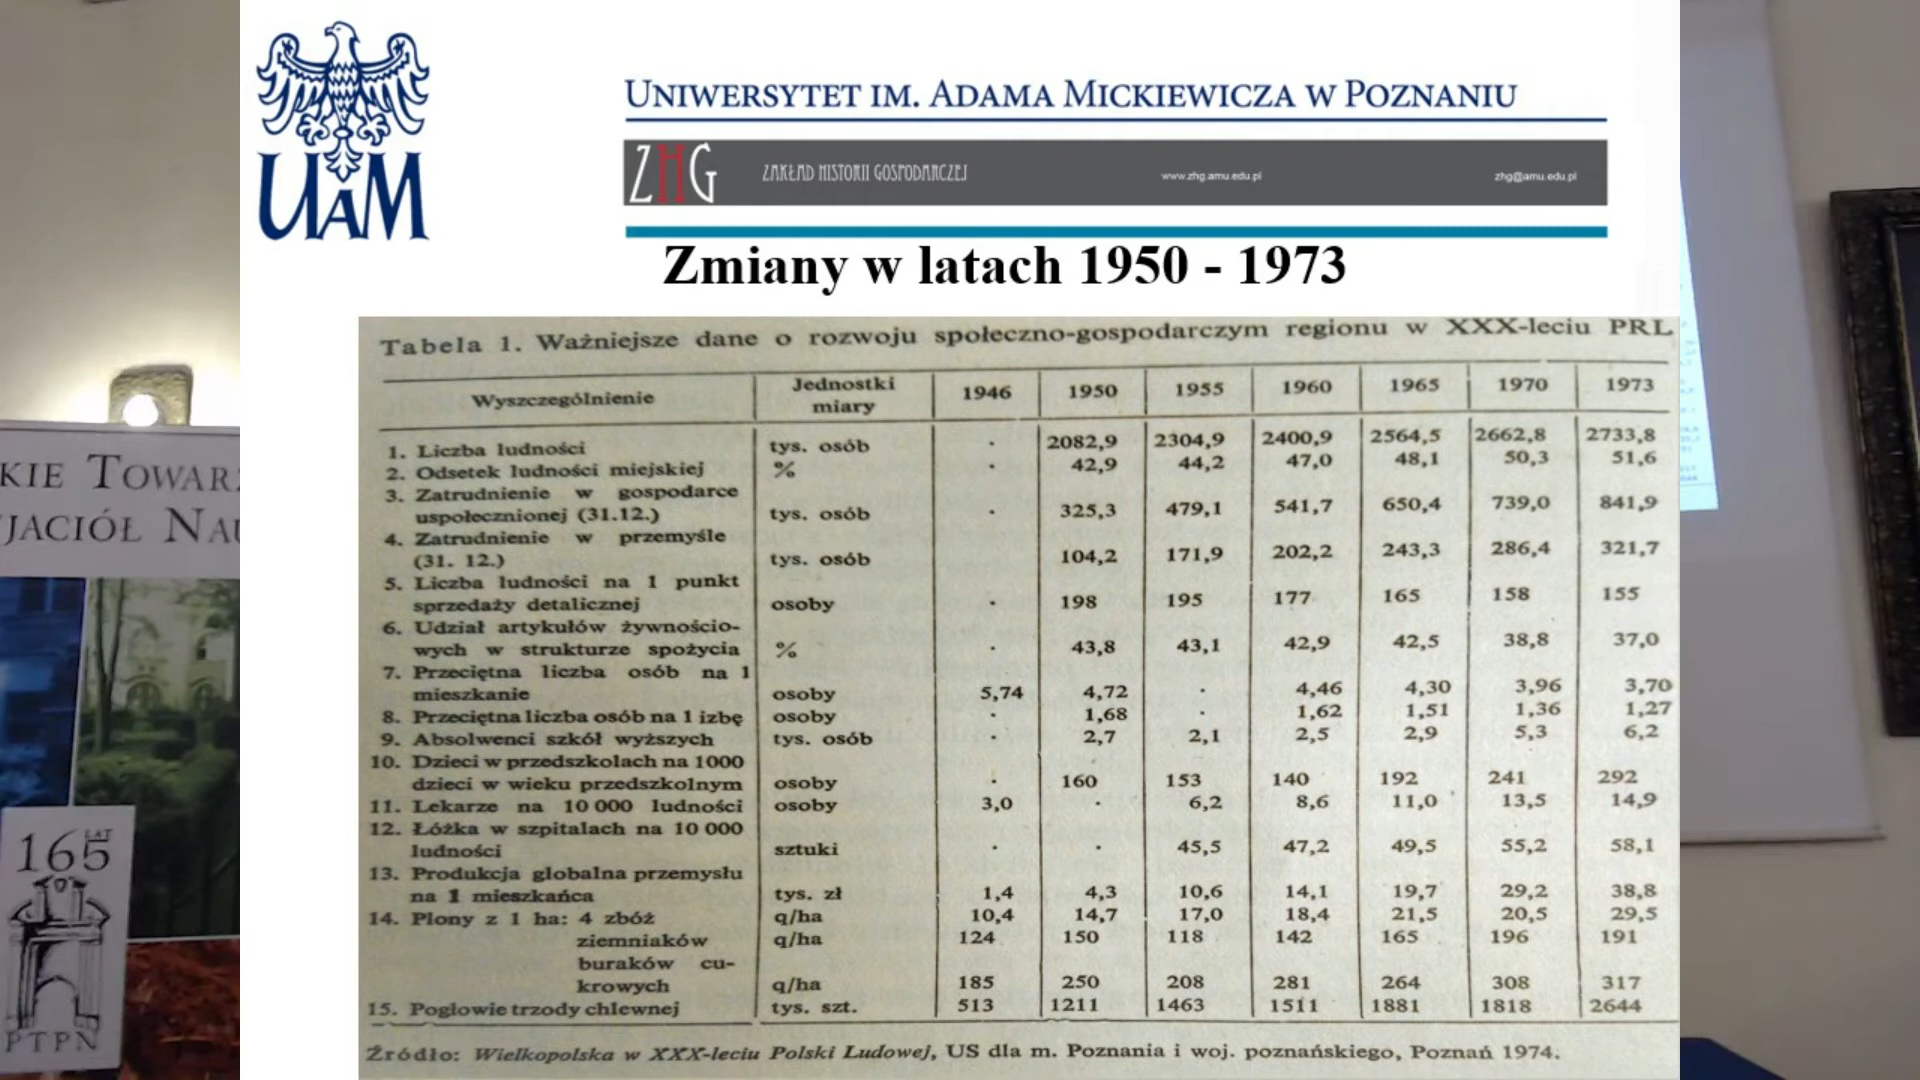 UAM
UNIWERSYTET IM. ADAMA MICKIEWICZA W POZNANIU
ZHG ZAKŁAD HISTORII GOSPODARCZEJ www.zhg.amu.edu.pl zhg@amu.edu.pl
Zmiany w latach 1950 - 1973
Tabela 1. Ważniejsze dane o rozwoju społeczno-gospodarczym regionu w XXX-leciu PRL
Wyszczególnienie Jednostki miary 1946 1950 1955 1960 1965 1970 1973
1. Liczba ludności tys. osób . 2082,9 2304,9 2400,9 2564,5 2662,8 2733,8
2. Odsetek ludności miejskiej % . 42,9 44,2 47,0 48,1 50,3 51,6
3. Zatrudnienie w gospodarce
uspołecznionej (31.12.) tys. osób . 325,3 479,1 541,7 650,4 739,0 841,9
4. Zatrudnienie w przemyśle
(31. 12.) tys. osób 104,2 171,9 202,2 243,3 286,4 321,7
5. Liczba ludności na 1 punkt
sprzedaży detalicznej osoby . 198 195 177 165 158 155
6. Udział artykułów żywnościo-
wych w strukturze spożycia % . 43,8 43,1 42,9 42,5 38,8 37,0
7. Przeciętna liczba osób na 1
mieszkanie osoby 5,74 4,72 . 4,46 4,30 3,96 3,70
8. Przeciętna liczba osób na 1 izbę osoby . 1,68 . 1,62 1,51 1,36 1,27
9. Absolwenci szkół wyższych tys. osób . 2,7 2,1 2,5 2,9 5,3 6,2
10. Dzieci w przedszkolach na 1000
dzieci w wieku przedszkolnym osoby . 160 153 140 192 241 292
11. Lekarze na 10 000 ludności osoby 3,0 . 6,2 8,6 11,0 13,5 14,9
12. Łóżka w szpitalach na 10 000
ludności sztuki . . 45,5 47,2 49,5 55,2 58,1
13. Produkcja globalna przemysłu
na 1 mieszkańca tys. zł 1,4 4,3 10,6 14,1 19,7 29,2 38,8
14. Plony z 1 ha: 4 zbóż q/ha 10,4 14,7 17,0 18,4 21,5 20,5 29,5
ziemniaków q/ha 124 150 118 142 165 196 191
buraków cu-
krowych q/ha 185 250 208 281 264 308 317
15. Pogłowie trzody chlewnej tys. szt. 513 1211 1463 1511 1881 1818 2644
Źródło: Wielkopolska w XXX-leciu Polski Ludowej, US dla m. Poznania i woj. poznańskiego, Poznań 1974.
KIE TOWARZ
YJACIÓŁ NAU
165 LAT
PTPN